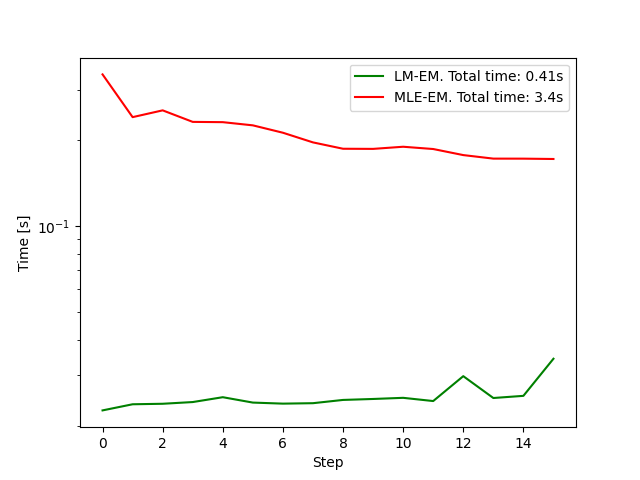 LM-EM. Total time: 0.41s
MLE-EM. Total time: 3.4s
Time [s]
10⁻¹
0 2 4 6 8 10 12 14
Step